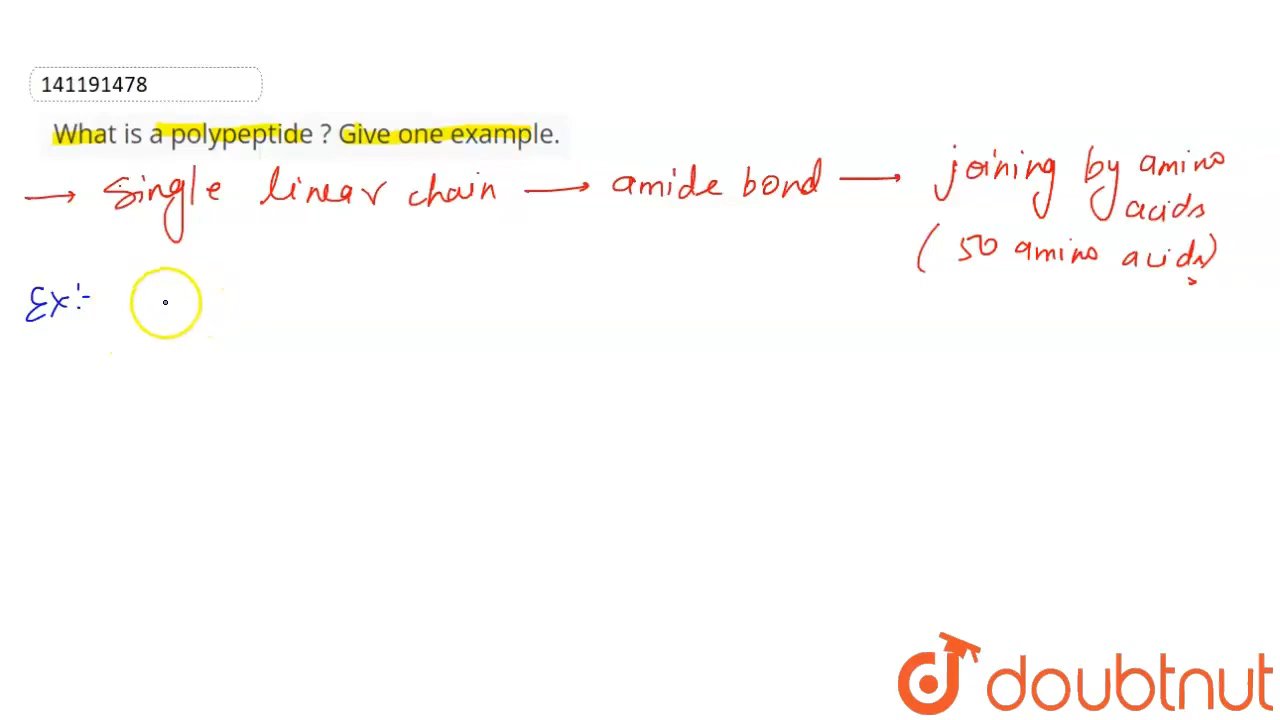 141191478
What is a polypeptide ? Give one example.
→ single linear chain → amide bond → joining by amino
acids
(50 amino acids)
Ex:-
doubtnut